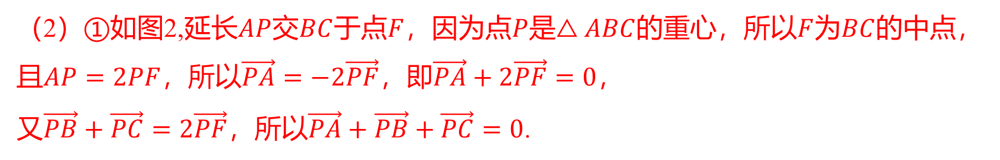 （2）①如图2,延长$AP$交$BC$于点$F$，因为点$P$是△ $ABC$的重心，所以$F$为$BC$的中点，
且$AP=2PF$，所以$\overrightarrow{PA}=-2\overrightarrow{PF}$，即$\overrightarrow{PA}+2\overrightarrow{PF}=0$，
又$\overrightarrow{PB}+\overrightarrow{PC}=2\overrightarrow{PF}$，所以$\overrightarrow{PA}+\overrightarrow{PB}+\overrightarrow{PC}=0$.